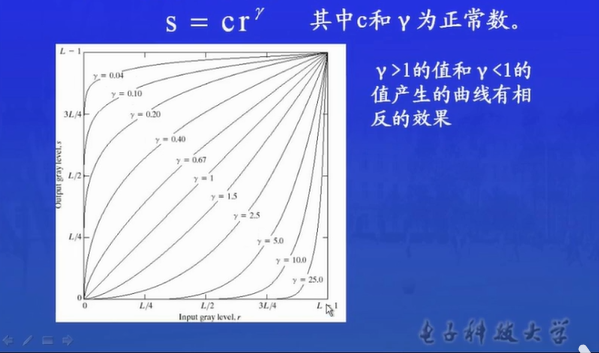 s = cr^γ 其中c和γ为正常数。
γ>1的值和γ<1的
值产生的曲线有相
反的效果
L − 1
γ = 0.04
γ = 0.10
3L/4
γ = 0.20
γ = 0.40
γ = 0.67
L/2
γ = 1
γ = 1.5
γ = 2.5
L/4
γ = 5.0
γ = 10.0
γ = 25.0
0
0 L/4 L/2 3L/4 L − 1
Output gray level, s
Input gray level, r
电子科技大学